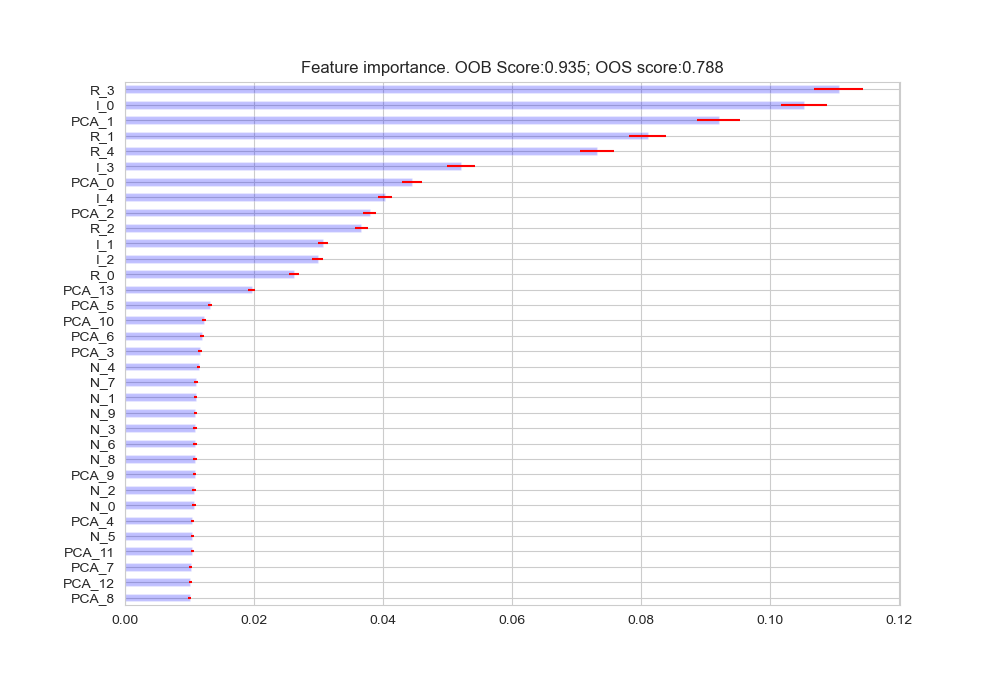 Feature importance. OOB Score:0.935; OOS score:0.788
R_3
I_0
PCA_1
R_1
R_4
I_3
PCA_0
I_4
PCA_2
R_2
I_1
I_2
R_0
PCA_13
PCA_5
PCA_10
PCA_6
PCA_3
N_4
N_7
N_1
N_9
N_3
N_6
N_8
PCA_9
N_2
N_0
PCA_4
N_5
PCA_11
PCA_7
PCA_12
PCA_8
0.00 0.02 0.04 0.06 0.08 0.10 0.12